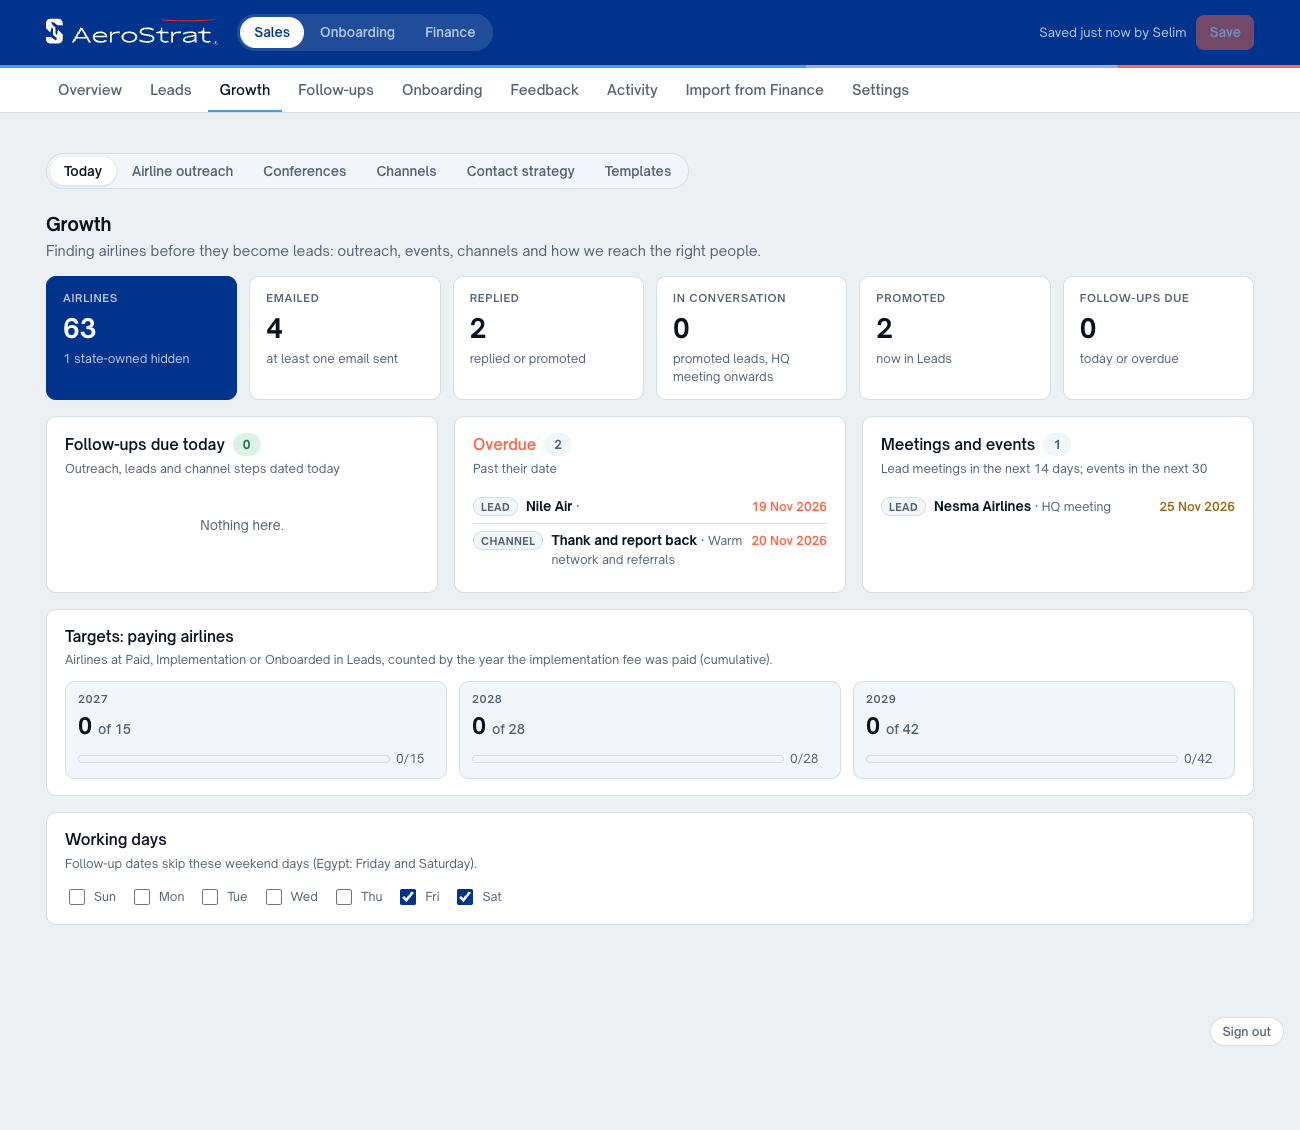 AeroStrat.
Sales Onboarding Finance
Saved just now by Selim
Save
Overview Leads Growth Follow-ups Onboarding Feedback Activity Import from Finance Settings
Today Airline outreach Conferences Channels Contact strategy Templates
Growth
Finding airlines before they become leads: outreach, events, channels and how we reach the right people.
AIRLINES
63
1 state-owned hidden
EMAILED
4
at least one email sent
REPLIED
2
replied or promoted
IN CONVERSATION
0
promoted leads, HQ
meeting onwards
PROMOTED
2
now in Leads
FOLLOW-UPS DUE
0
today or overdue
Follow-ups due today 0
Outreach, leads and channel steps dated today
Nothing here.
Overdue 2
Past their date
LEAD Nile Air · 19 Nov 2026
CHANNEL Thank and report back · Warm 20 Nov 2026
network and referrals
Meetings and events 1
Lead meetings in the next 14 days; events in the next 30
LEAD Nesma Airlines · HQ meeting 25 Nov 2026
Targets: paying airlines
Airlines at Paid, Implementation or Onboarded in Leads, counted by the year the implementation fee was paid (cumulative).
2027
0 of 15
0/15
2028
0 of 28
0/28
2029
0 of 42
0/42
Working days
Follow-up dates skip these weekend days (Egypt: Friday and Saturday).
Sun Mon Tue Wed Thu Fri Sat
Sign out